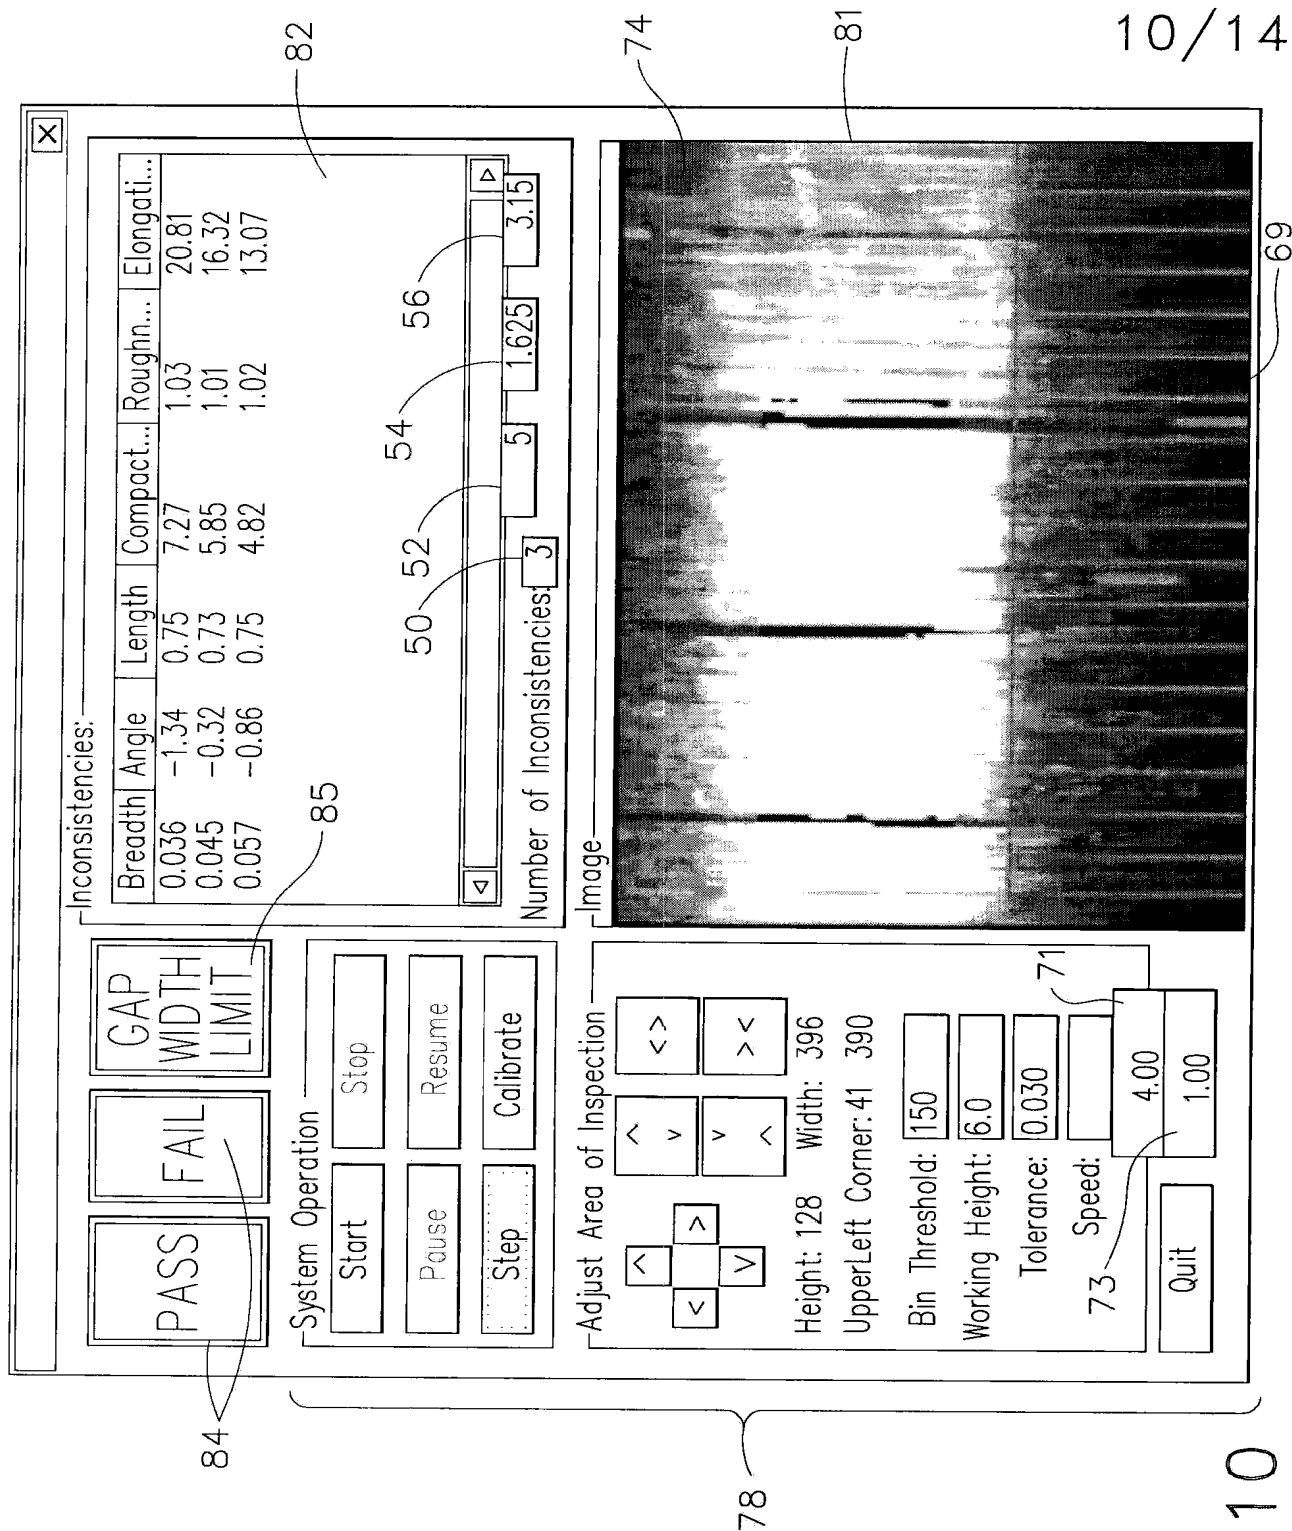 10/14
X
PASS
FAIL
GAP
WIDTH
LIMIT
84
85
Inconsistencies:
Breadth Angle Length Compact... Roughn... Elongati...
0.036 -1.34 0.75 7.27 1.03 20.81
0.045 -0.32 0.73 5.85 1.01 16.32
0.057 -0.86 0.75 4.82 1.02 13.07
82
50
52
54
56
5
1.625
3.15
Number of Inconsistencies: 3
System Operation
Start Stop
Pause Resume
Step Calibrate
Adjust Area of Inspection
Height: 128 Width: 396
UpperLeft Corner: 41 390
Bin Threshold: 150
Working Height: 6.0
Tolerance: 0.030
Speed:
4.00
1.00
71
73
Quit
Image
74
81
69
78
10